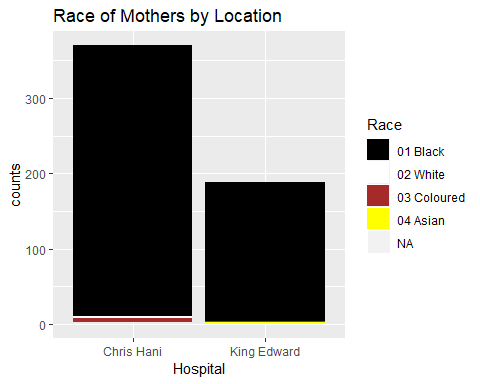 Race of Mothers by Location
counts
300
200
100
0
Chris Hani
King Edward
Hospital
Race
01 Black
02 White
03 Coloured
04 Asian
NA